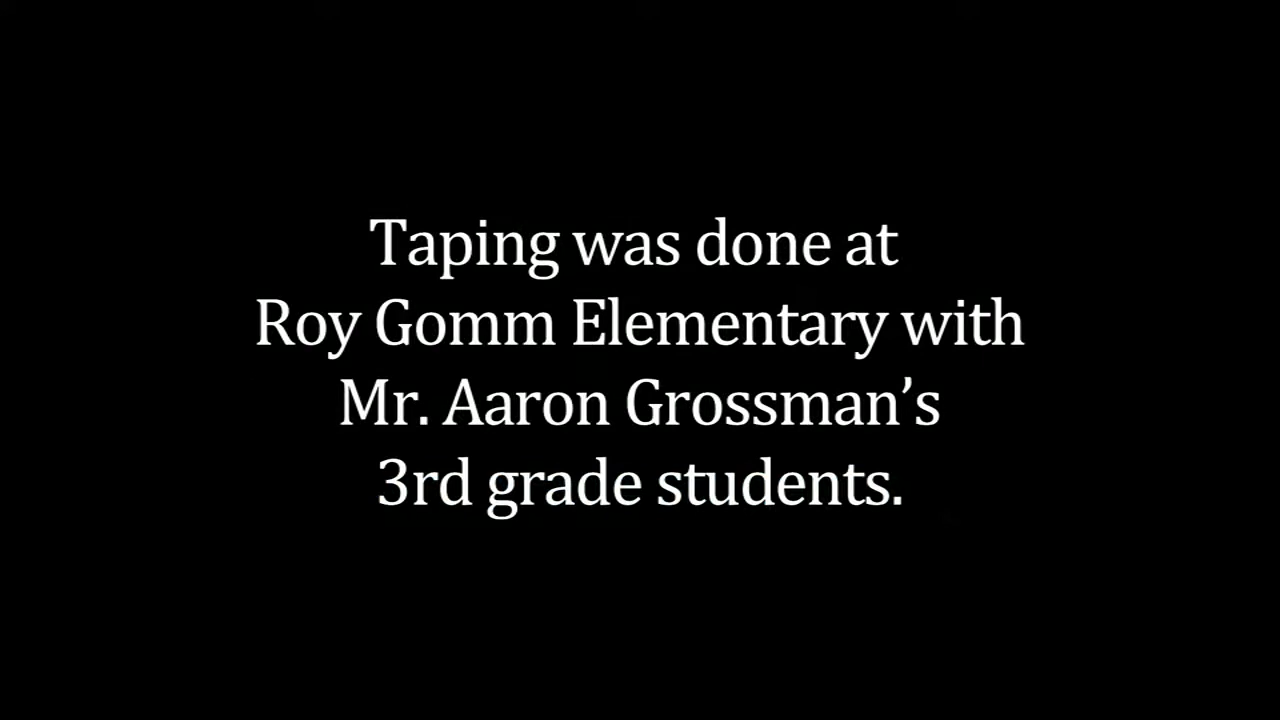 Taping was done at
Roy Gomm Elementary with
Mr. Aaron Grossman’s
3rd grade students.